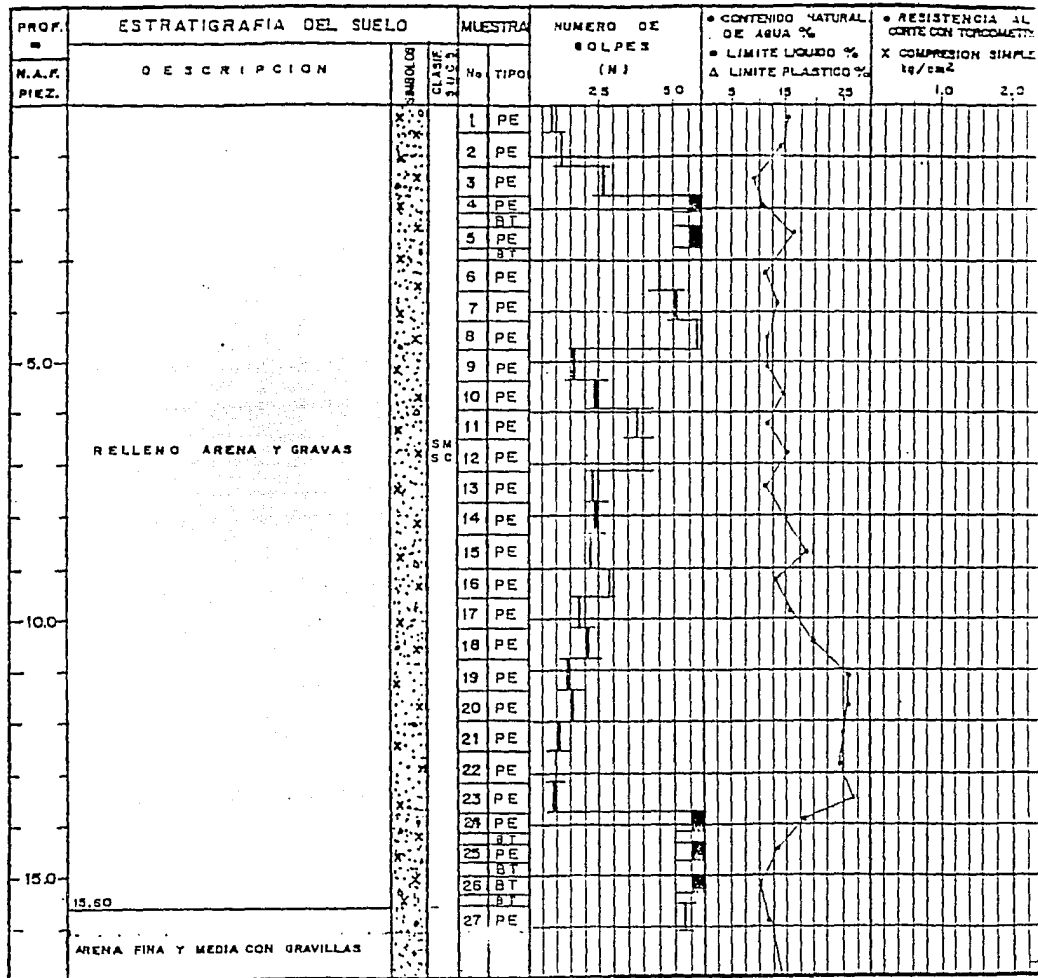 PROF. m
N.A.F. PIEZ.
ESTRATIGRAFIA DEL SUELO
DESCRIPCION
SIMBOLOS
CLASIF. S.U.C.S
MUESTRA
No TIPO
NUMERO DE
GOLPES
(N)
25 50
• CONTENIDO NATURAL
DE AGUA %
• LIMITE LIQUIDO %
Δ LIMITE PLASTICO %
5 15 25
• RESISTENCIA AL
CORTE CON TORCOMETR
X COMPRESION SIMPLE
kg/cm2
1.0 2.0
1 PE
2 PE
3 PE
4 PE
BT
5 PE
BT
6 PE
7 PE
8 PE
5.0
9 PE
10 PE
11 PE
RELLENO ARENA Y GRAVAS
SM
SC
12 PE
13 PE
14 PE
15 PE
16 PE
17 PE
10.0
18 PE
19 PE
20 PE
21 PE
22 PE
23 PE
24 PE
BT
25 PE
BT
15.0
26 BT
BT
15.60
27 PE
ARENA FINA Y MEDIA CON GRAVILLAS